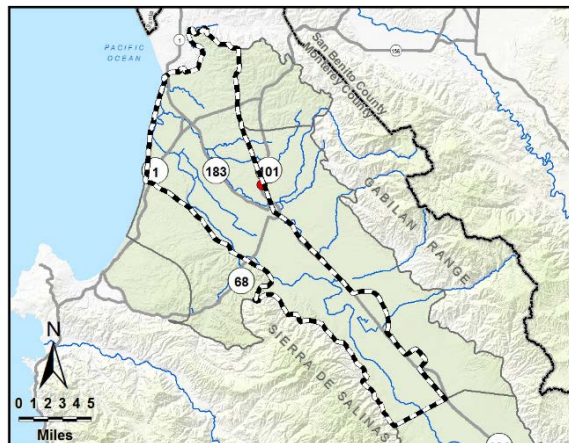 1
156
PACIFIC
OCEAN
San Benito County
Monterey County
183
101
1
GABILAN RANGE
68
SIERRA DE SALINAS
N
0 1 2 3 4 5
Miles